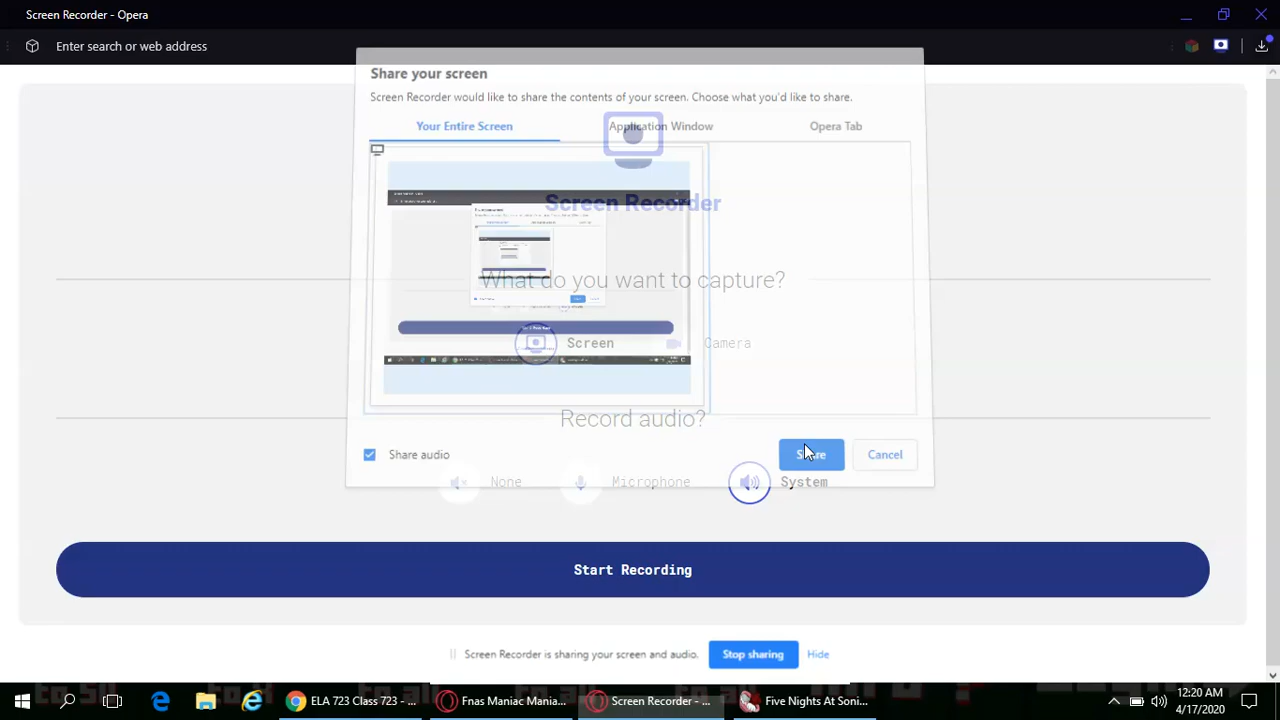 Screen Recorder - Opera
Enter search or web address
Share your screen
Screen Recorder would like to share the contents of your screen. Choose what you'd like to share.
Your Entire Screen
Application Window
Opera Tab
Screen Recorder
What do you want to capture?
Screen
Camera
Record audio?
Share audio
Share
Cancel
None
Microphone
System
Start Recording
Screen Recorder is sharing your screen and audio.
Stop sharing
Hide
ELA 723 Class 723 - ...
Fnas Maniac Mania...
Screen Recorder - ...
Five Nights At Soni...
12:20 AM
4/17/2020